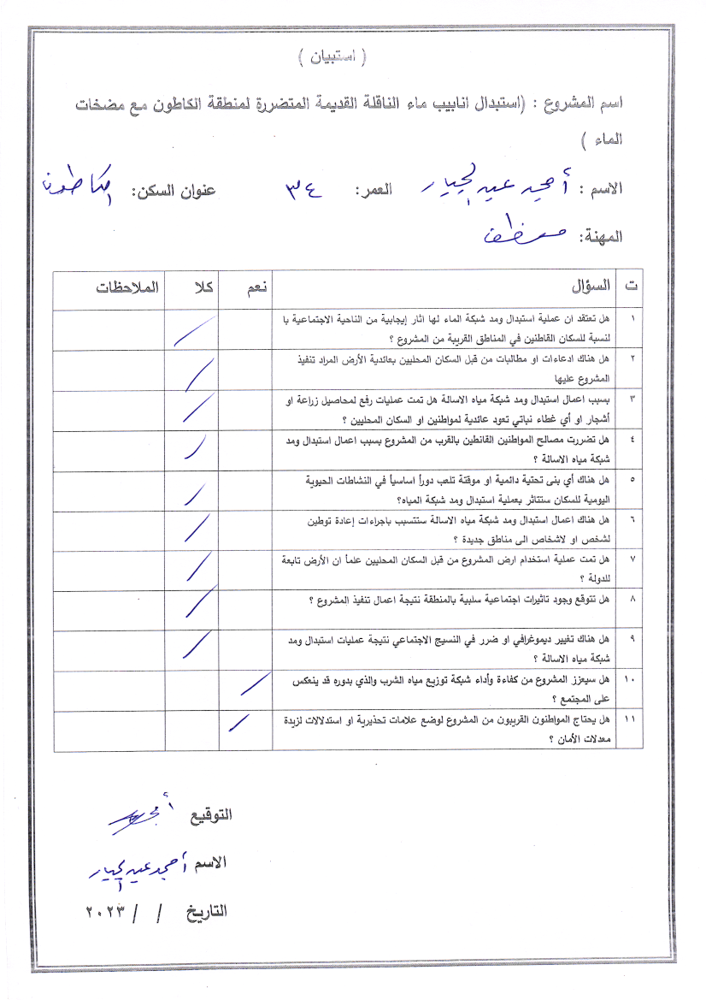 ( استبيان )
اسم المشروع : (استبدال انابيب ماء الناقلة القديمة المتضررة لمنطقة الكاطون مع مضخات
الماء )
الاسم : أحمد عبد الجبار العمر: ٣٤ عنوان السكن: الكاطون
المهنة: موظف
ت السؤال نعم كلا الملاحظات
١ هل تعتقد ان عملية استبدال ومد شبكة الماء لها اثار إيجابية من الناحية الاجتماعية با
لنسبة للسكان القاطنين في المناطق القريبة من المشروع ؟
٢ هل هناك ادعاءات او مطالبات من قبل السكان المحليين بعائدية الأرض المراد تنفيذ
المشروع عليها
٣ بسبب اعمال استبدال ومد شبكة مياه الاسالة هل تمت عمليات رفع لمحاصيل زراعة او
أشجار او أي غطاء نباتي تعود عائدية لمواطنين او السكان المحليين ؟
٤ هل تضررت مصالح المواطنين القانطين بالقرب من المشروع بسبب اعمال استبدال ومد
شبكة مياه الاسالة ؟
٥ هل هناك أي بنى تحتية دائمية او موقتة تلعب دوراً اساسياً في النشاطات الحيوية
اليومية للسكان ستتاثر بعملية استبدال ومد شبكة المياه؟
٦ هل هناك اعمال استبدال ومد شبكة مياه الاسالة ستتسبب باجراءات إعادة توطين
لشخص او لاشخاص الى مناطق جديدة ؟
٧ هل تمت عملية استخدام ارض المشروع من قبل السكان المحليين علماً ان الأرض تابعة
للدولة ؟
٨ هل تتوقع وجود تاثيرات اجتماعية سلبية بالمنطقة نتيجة اعمال تنفيذ المشروع ؟
٩ هل هناك تغيير ديموغرافي او ضرر في النسيج الاجتماعي نتيجة عمليات استبدال ومد
شبكة مياه الاسالة ؟
١٠ هل سيعزز المشروع من كفاءة وأداء شبكة توزيع مياه الشرب والذي بدوره قد ينعكس
على المجتمع ؟
١١ هل يحتاج المواطنون القريبون من المشروع لوضع علامات تحذيرية او استدلالات لزيدة
معدلات الأمان ؟
التوقيع
الاسم أحمد عبد الجبار
التاريخ / / ٢٠٢٣